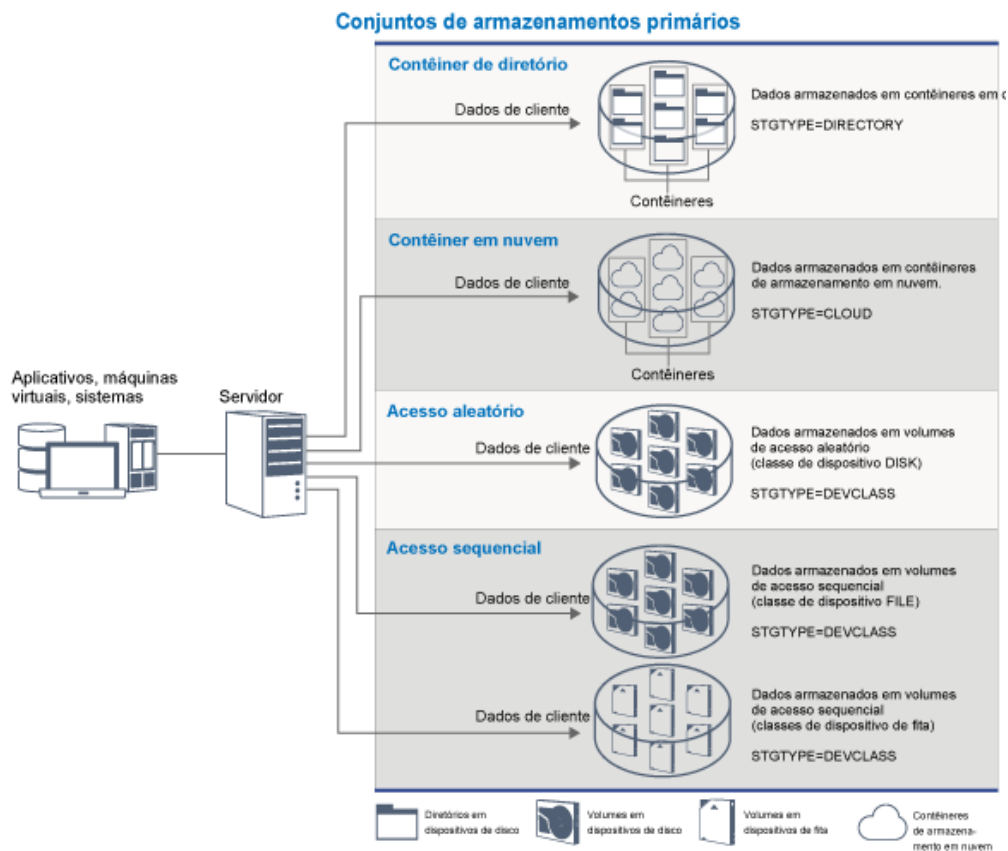 Conjuntos de armazenamentos primários
Contêiner de diretório
Dados de cliente
Dados armazenados em contêineres em
STGTYPE=DIRECTORY
Contêineres
Contêiner em nuvem
Dados de cliente
Dados armazenados em contêineres
de armazenamento em nuvem.
STGTYPE=CLOUD
Contêineres
Aplicativos, máquinas
virtuais, sistemas
Servidor
Acesso aleatório
Dados de cliente
Dados armazenados em volumes
de acesso aleatório
(classe de dispositivo DISK)
STGTYPE=DEVCLASS
Acesso sequencial
Dados de cliente
Dados armazenados em volumes
de acesso sequencial
(classe de dispositivo FILE)
STGTYPE=DEVCLASS
Dados de cliente
Dados armazenados em volumes
de acesso sequencial
(classes de dispositivo de fita)
STGTYPE=DEVCLASS
Diretórios em
dispositivos de disco
Volumes em
dispositivos de disco
Volumes em
dispositivos de fita
Contêineres
de armazena-
mento em nuvem